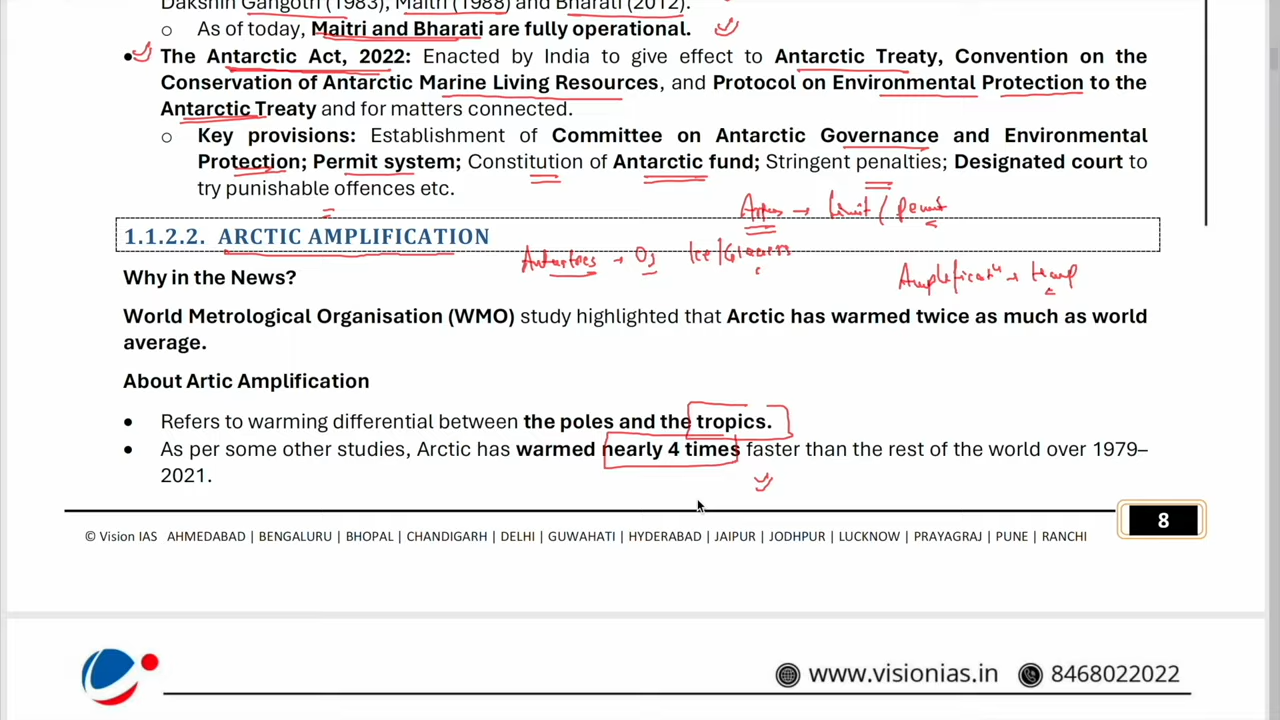 Dakshin Gangotri (1983), Maitri (1988) and Bharati (2012).
o As of today, Maitri and Bharati are fully operational.
• The Antarctic Act, 2022: Enacted by India to give effect to Antarctic Treaty, Convention on the
Conservation of Antarctic Marine Living Resources, and Protocol on Environmental Protection to the
Antarctic Treaty and for matters connected.
o Key provisions: Establishment of Committee on Antarctic Governance and Environmental
Protection; Permit system; Constitution of Antarctic fund; Stringent penalties; Designated court to
try punishable offences etc.
→ Limit / Permit
1.1.2.2. ARCTIC AMPLIFICATION
→ O3 Ice/
→ temp
Why in the News?
World Metrological Organisation (WMO) study highlighted that Arctic has warmed twice as much as world
average.
About Artic Amplification
• Refers to warming differential between the poles and the tropics.
• As per some other studies, Arctic has warmed nearly 4 times faster than the rest of the world over 1979–
2021.
8
© Vision IAS AHMEDABAD | BENGALURU | BHOPAL | CHANDIGARH | DELHI | GUWAHATI | HYDERABAD | JAIPUR | JODHPUR | LUCKNOW | PRAYAGRAJ | PUNE | RANCHI
www.visionias.in 8468022022